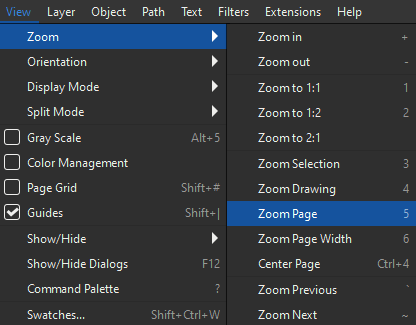 View Layer Object Path Text Filters Extensions Help
Zoom
Orientation
Display Mode
Split Mode
Gray Scale Alt+5
Color Management
Page Grid Shift+#
Guides Shift+|
Show/Hide
Show/Hide Dialogs F12
Command Palette ?
Swatches... Shift+Ctrl+W
Zoom in +
Zoom out -
Zoom to 1:1 1
Zoom to 1:2 2
Zoom to 2:1
Zoom Selection 3
Zoom Drawing 4
Zoom Page 5
Zoom Page Width 6
Center Page Ctrl+4
Zoom Previous `
Zoom Next ~